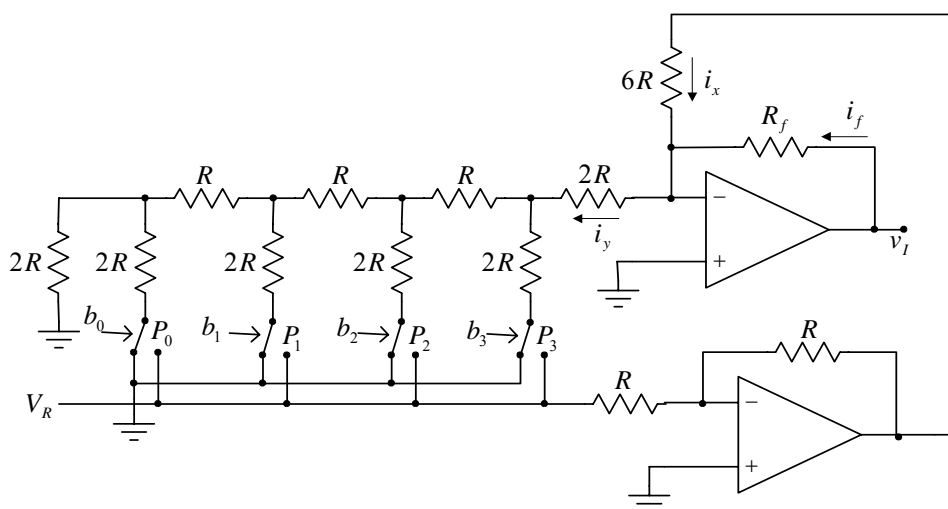 6R
i_x
R_f
i_f
R
R
R
2R
i_y
−
+
v_I
2R
2R
2R
2R
2R
b_0
P_0
b_1
P_1
b_2
P_2
b_3
P_3
V_R
R
R
−
+